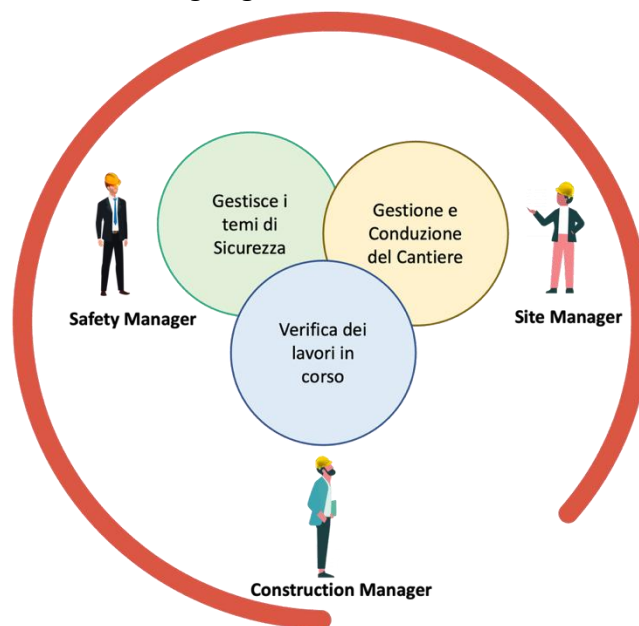 Gestisce i
temi di
Sicurezza
Gestione e
Conduzione
del Cantiere
Safety Manager
Site Manager
Verifica dei
lavori in
corso
Construction Manager